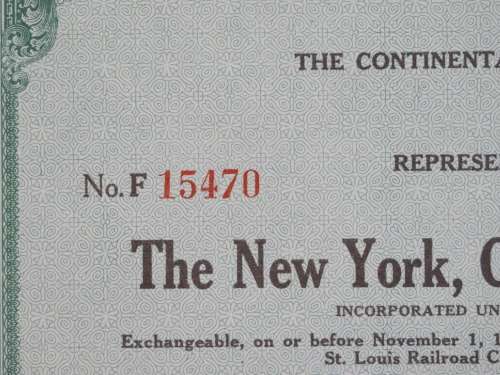 THE CONTINENTA
REPRESE
No. F 15470
The New York, C
INCORPORATED UN
Exchangeable, on or before November 1, 1
St. Louis Railroad C